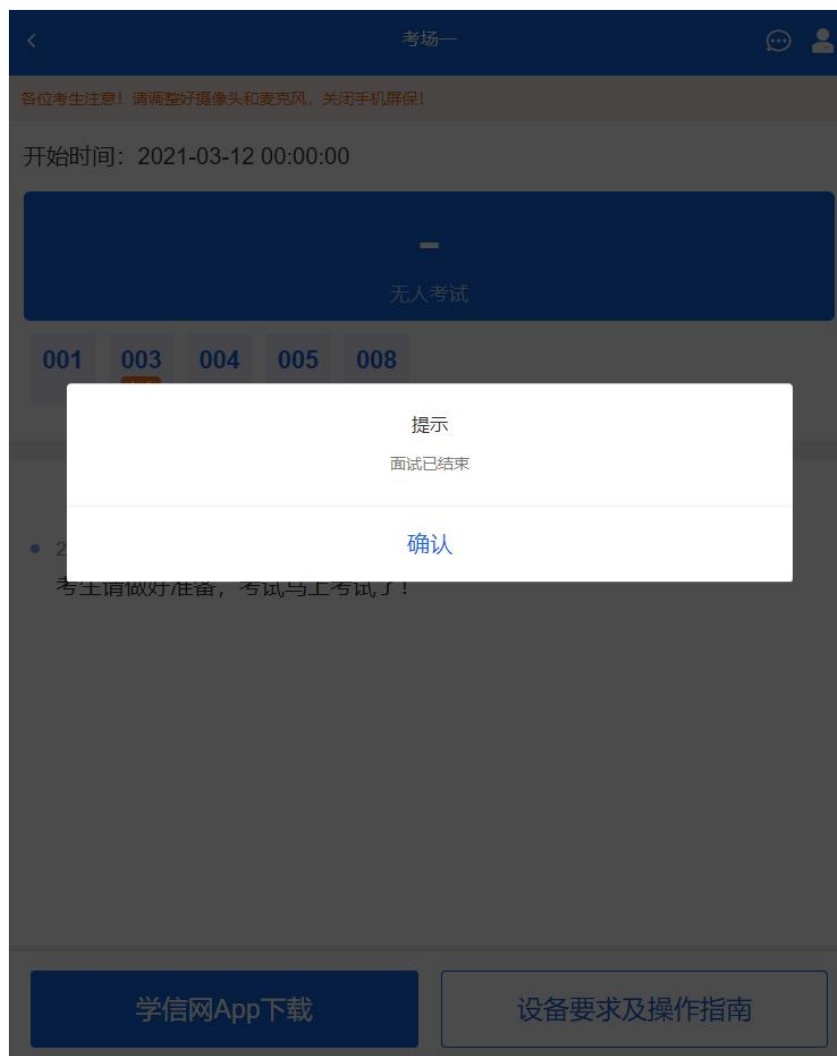 考场一
各位考生注意！请调整好摄像头和麦克风，关闭手机屏保！
开始时间：2021-03-12 00:00:00
-
无人考试
001 003 004 005 008
提示
面试已结束
确认
2
考生请做好准备，考试马上考试了！
学信网App下载
设备要求及操作指南